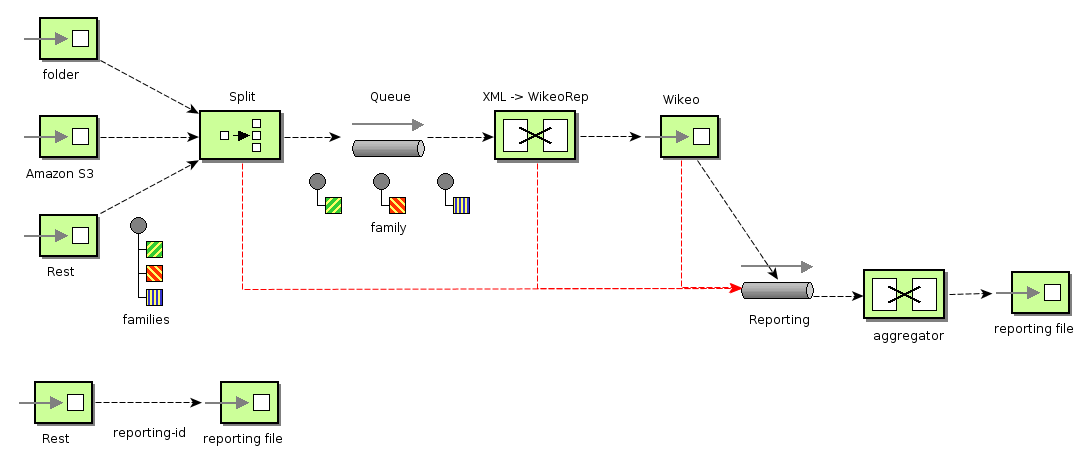 folder
Split
Queue
XML -> WikeoRep
Wikeo
Amazon S3
family
Rest
families
Reporting
aggregator
reporting file
Rest
reporting-id
reporting file